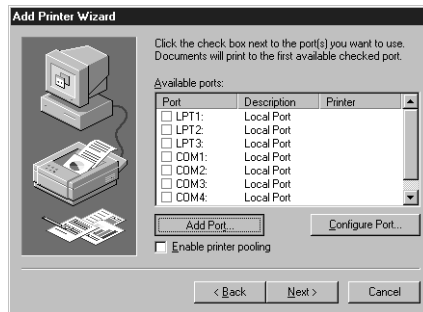 Add Printer Wizard
Click the check box next to the port(s) you want to use.
Documents will print to the first available checked port.
Available ports:
Port Description Printer
LPT1: Local Port
LPT2: Local Port
LPT3: Local Port
COM1: Local Port
COM2: Local Port
COM3: Local Port
COM4: Local Port
Add Port... Configure Port...
Enable printer pooling
< Back Next > Cancel